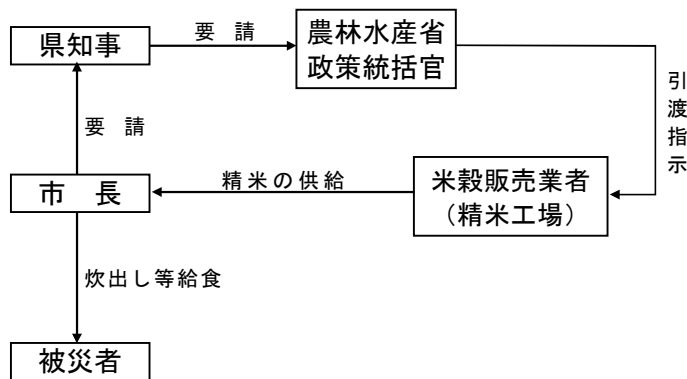 県知事
要 請
農林水産省
政策統括官
引渡指示
要 請
市 長
精米の供給
米穀販売業者
（精米工場）
炊出し等給食
被災者